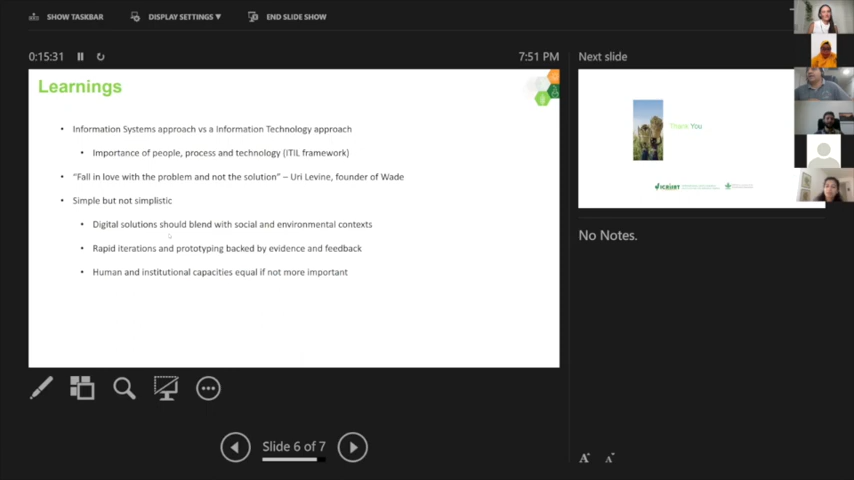 SHOW TASKBAR
DISPLAY SETTINGS ▾
END SLIDE SHOW
0:15:31
7:51 PM
Learnings
• Information Systems approach vs a Information Technology approach
• Importance of people, process and technology (ITIL framework)
• "Fall in love with the problem and not the solution" – Uri Levine, founder of Wade
• Simple but not simplistic
• Digital solutions should blend with social and environmental contexts
• Rapid iterations and prototyping backed by evidence and feedback
• Human and institutional capacities equal if not more important
Slide 6 of 7
Next slide
Thank You
ICRISAT
No Notes.
A A